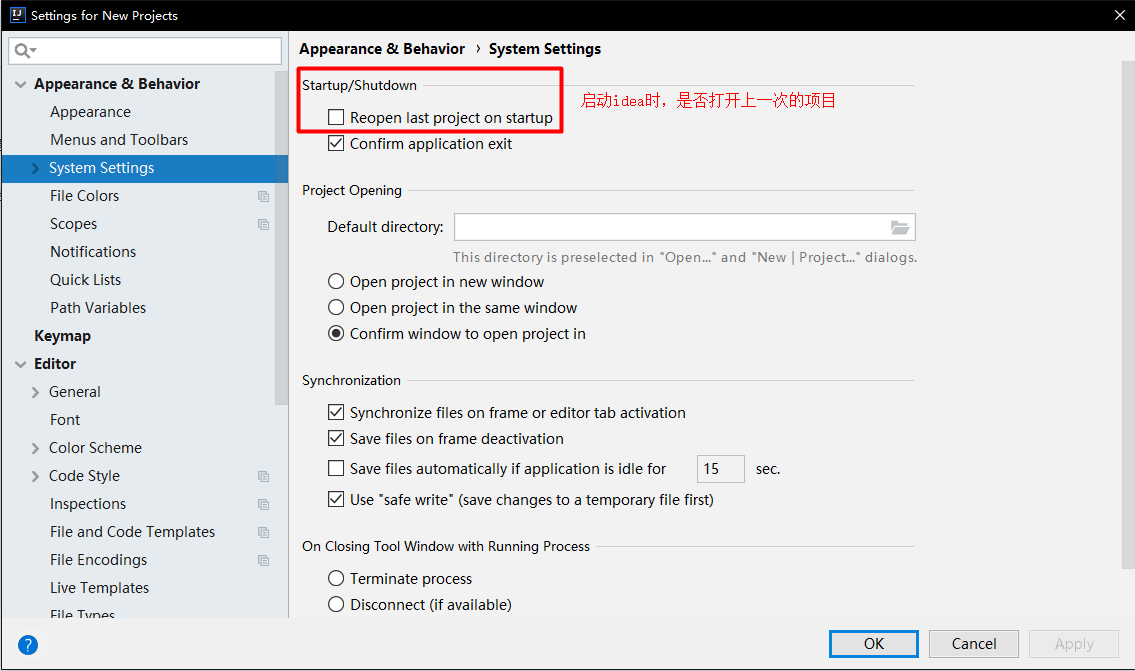 Settings for New Projects
Appearance & Behavior
Appearance
Menus and Toolbars
System Settings
File Colors
Scopes
Notifications
Quick Lists
Path Variables
Keymap
Editor
General
Font
Color Scheme
Code Style
Inspections
File and Code Templates
File Encodings
Live Templates
File Types
Appearance & Behavior › System Settings
Startup/Shutdown
启动idea时，是否打开上一次的项目
Reopen last project on startup
Confirm application exit
Project Opening
Default directory:
This directory is preselected in "Open..." and "New | Project..." dialogs.
Open project in new window
Open project in the same window
Confirm window to open project in
Synchronization
Synchronize files on frame or editor tab activation
Save files on frame deactivation
Save files automatically if application is idle for 15 sec.
Use "safe write" (save changes to a temporary file first)
On Closing Tool Window with Running Process
Terminate process
Disconnect (if available)
? OK Cancel Apply